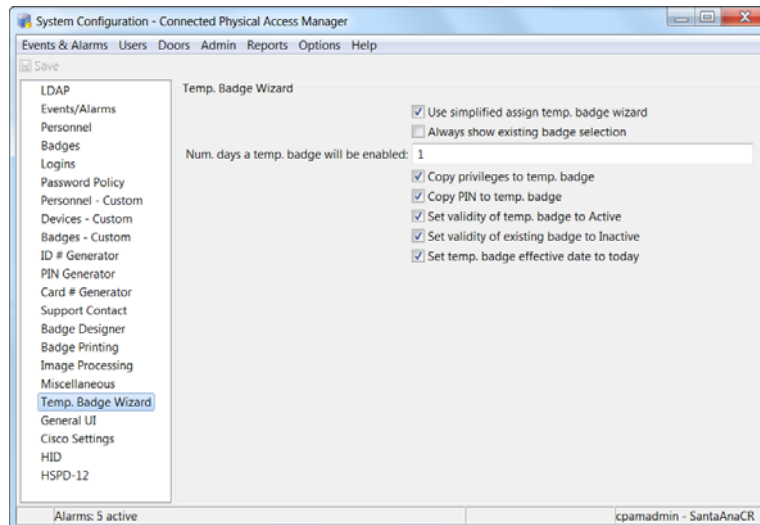 System Configuration - Connected Physical Access Manager
Events & Alarms Users Doors Admin Reports Options Help
Save
LDAP
Events/Alarms
Personnel
Badges
Logins
Password Policy
Personnel - Custom
Devices - Custom
Badges - Custom
ID # Generator
PIN Generator
Card # Generator
Support Contact
Badge Designer
Badge Printing
Image Processing
Miscellaneous
Temp. Badge Wizard
General UI
Cisco Settings
HID
HSPD-12
Temp. Badge Wizard
Use simplified assign temp. badge wizard
Always show existing badge selection
Num. days a temp. badge will be enabled: 1
Copy privileges to temp. badge
Copy PIN to temp. badge
Set validity of temp. badge to Active
Set validity of existing badge to Inactive
Set temp. badge effective date to today
Alarms: 5 active
cpamadmin - SantaAnaCR